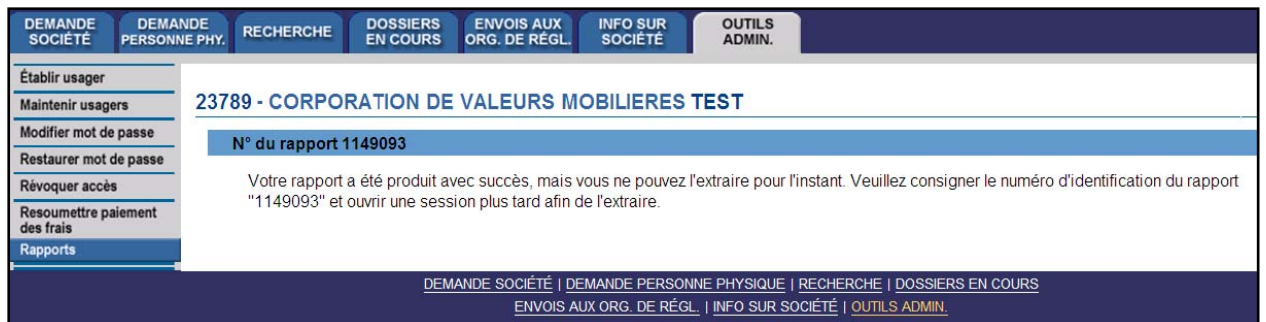 DEMANDE SOCIÉTÉ
DEMANDE PERSONNE PHY.
RECHERCHE
DOSSIERS EN COURS
ENVOIS AUX ORG. DE RÉGL.
INFO SUR SOCIÉTÉ
OUTILS ADMIN.
Établir usager
Maintenir usagers
Modifier mot de passe
Restaurer mot de passe
Révoquer accès
Resoumettre paiement
des frais
Rapports
23789 - CORPORATION DE VALEURS MOBILIERES TEST
N° du rapport 1149093
Votre rapport a été produit avec succès, mais vous ne pouvez l'extraire pour l'instant. Veuillez consigner le numéro d'identification du rapport
"1149093" et ouvrir une session plus tard afin de l'extraire.
DEMANDE SOCIÉTÉ | DEMANDE PERSONNE PHYSIQUE | RECHERCHE | DOSSIERS EN COURS
ENVOIS AUX ORG. DE RÉGL. | INFO SUR SOCIÉTÉ | OUTILS ADMIN.